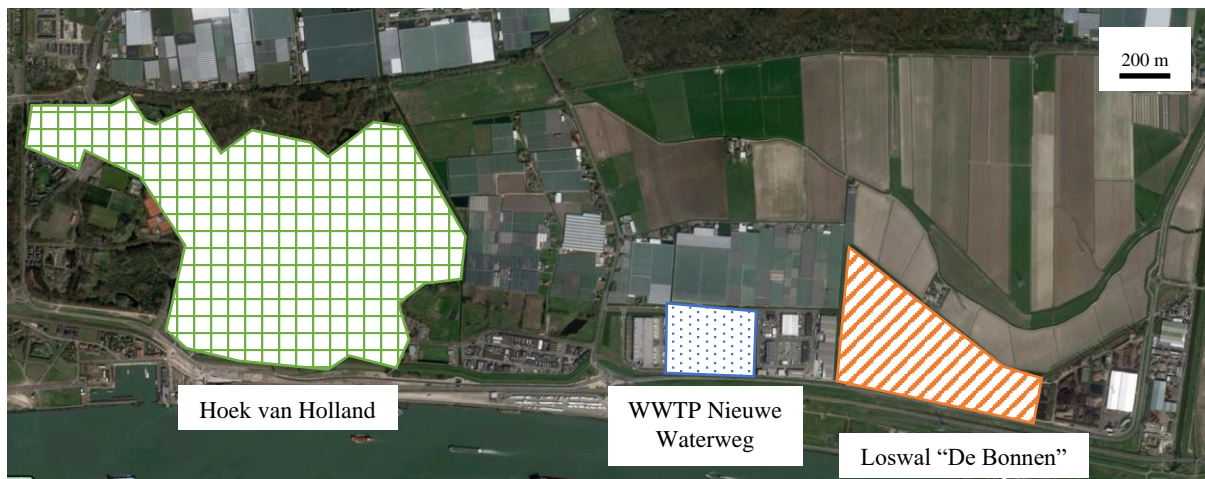 200 m
Hoek van Holland
WWTP Nieuwe
Waterweg
Loswal “De Bonnen”